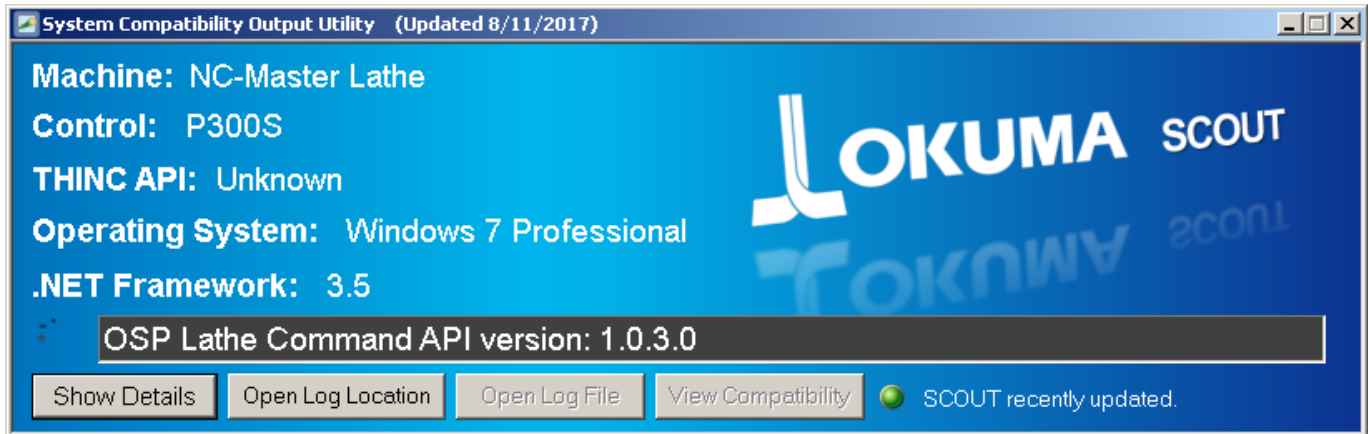 System Compatibility Output Utility (Updated 8/11/2017)
Machine: NC-Master Lathe
Control: P300S
THINC API: Unknown
Operating System: Windows 7 Professional
.NET Framework: 3.5
OKUMA SCOUT
OSP Lathe Command API version: 1.0.3.0
Show Details Open Log Location Open Log File View Compatibility SCOUT recently updated.